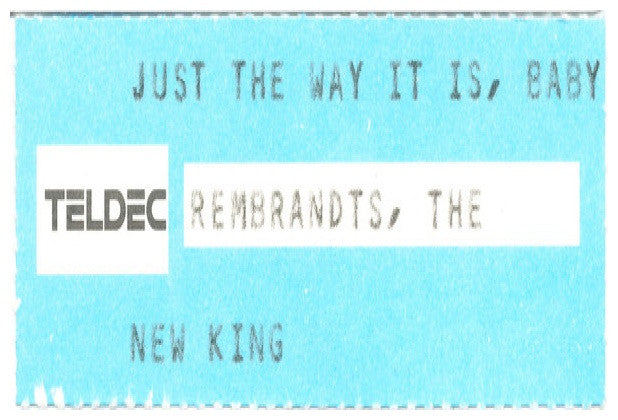 JUST THE WAY IT IS, BABY
TELDEC
REMBRANDTS, THE
NEW KING